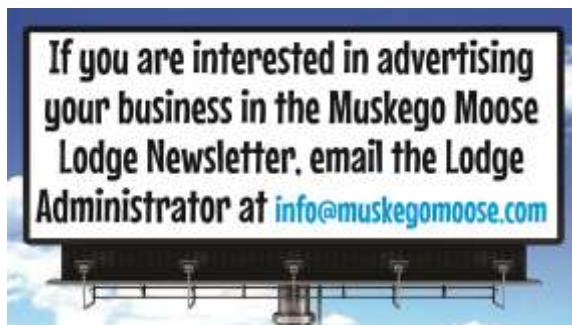 If you are interested in advertising
your business in the Muskego Moose
Lodge Newsletter, email the Lodge
Administrator at info@muskegomoose.com